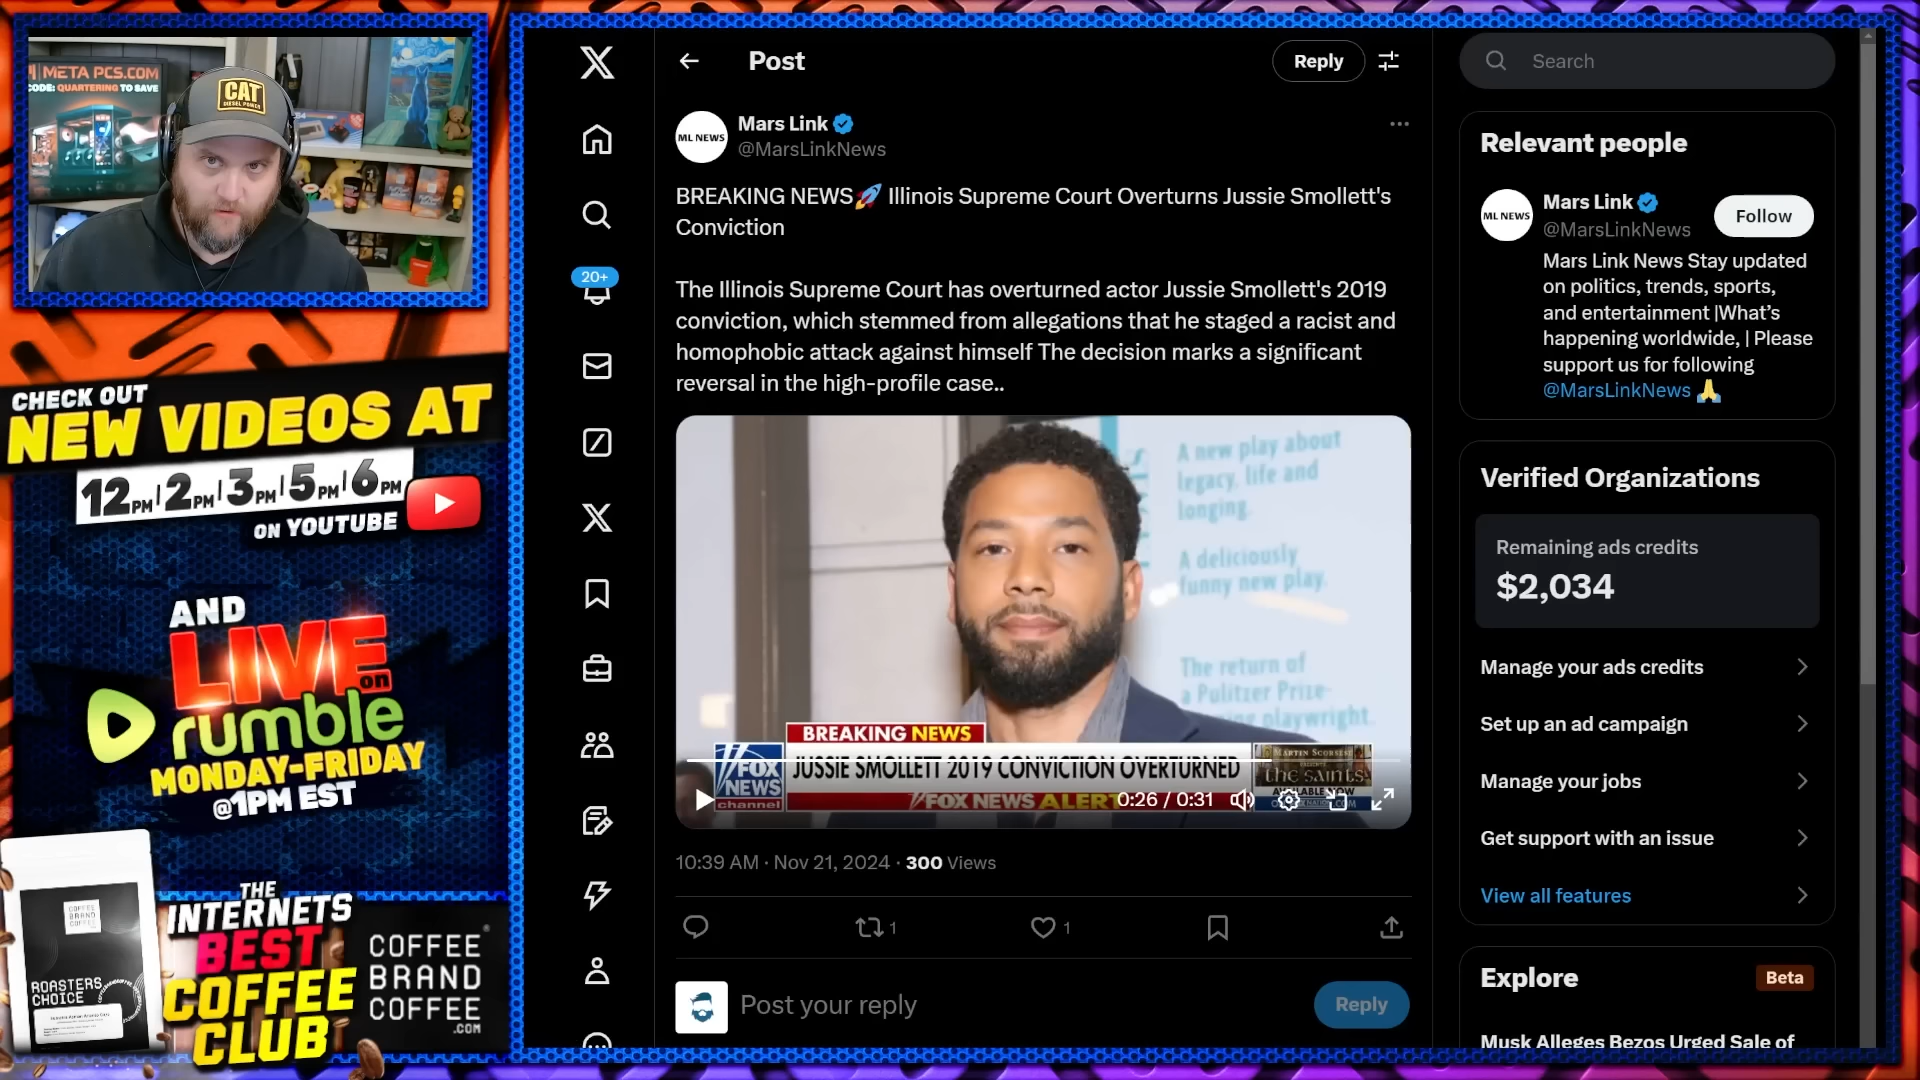 META PCS.COM
CODE: QUARTERING TO SAVE
CAT
DIESEL POWER
CHECK OUT
NEW VIDEOS AT
12PM | 2PM | 3PM | 5PM | 6PM
ON YOUTUBE
AND
LIVE
on
rumble
MONDAY-FRIDAY
@1PM EST
COFFEE
BRAND
COFFEE
ROASTERS
CHOICE
THE
INTERNETS
BEST
COFFEE
CLUB
COFFEE
BRAND
COFFEE
.COM
20+
Post
Reply
ML NEWS
Mars Link
@MarsLinkNews
BREAKING NEWS🚀 Illinois Supreme Court Overturns Jussie Smollett's
Conviction
The Illinois Supreme Court has overturned actor Jussie Smollett's 2019
conviction, which stemmed from allegations that he staged a racist and
homophobic attack against himself The decision marks a significant
reversal in the high-profile case..
A new play about
legacy, life and
longing.
A deliciously
funny new play.
The return of
a Pulitzer Prize-
playwright.
BREAKING NEWS
FOX
NEWS
channel
JUSSIE SMOLLETT 2019 CONVICTION OVERTURNED
FOX NEWS ALERT
MARTIN SCORSESE
PRESENTS
THE SAINTS
0:26 / 0:31
10:39 AM · Nov 21, 2024 · 300 Views
1
1
Post your reply
Reply
Search
Relevant people
ML NEWS
Mars Link
@MarsLinkNews
Follow
Mars Link News Stay updated
on politics, trends, sports,
and entertainment |What's
happening worldwide, | Please
support us for following
@MarsLinkNews 🙏
Verified Organizations
Remaining ads credits
$2,034
Manage your ads credits
Set up an ad campaign
Manage your jobs
Get support with an issue
View all features
Explore
Beta
Musk Alleges Bezos Urged Sale of